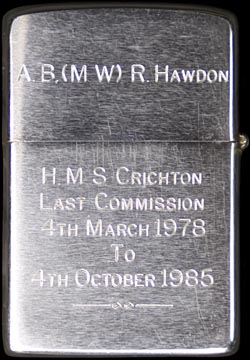 A.B.(M W) R. HAWDON
H.M S CRICHTON
LAST COMMISSION
4TH MARCH 1978
TO
4TH OCTOBER 1985